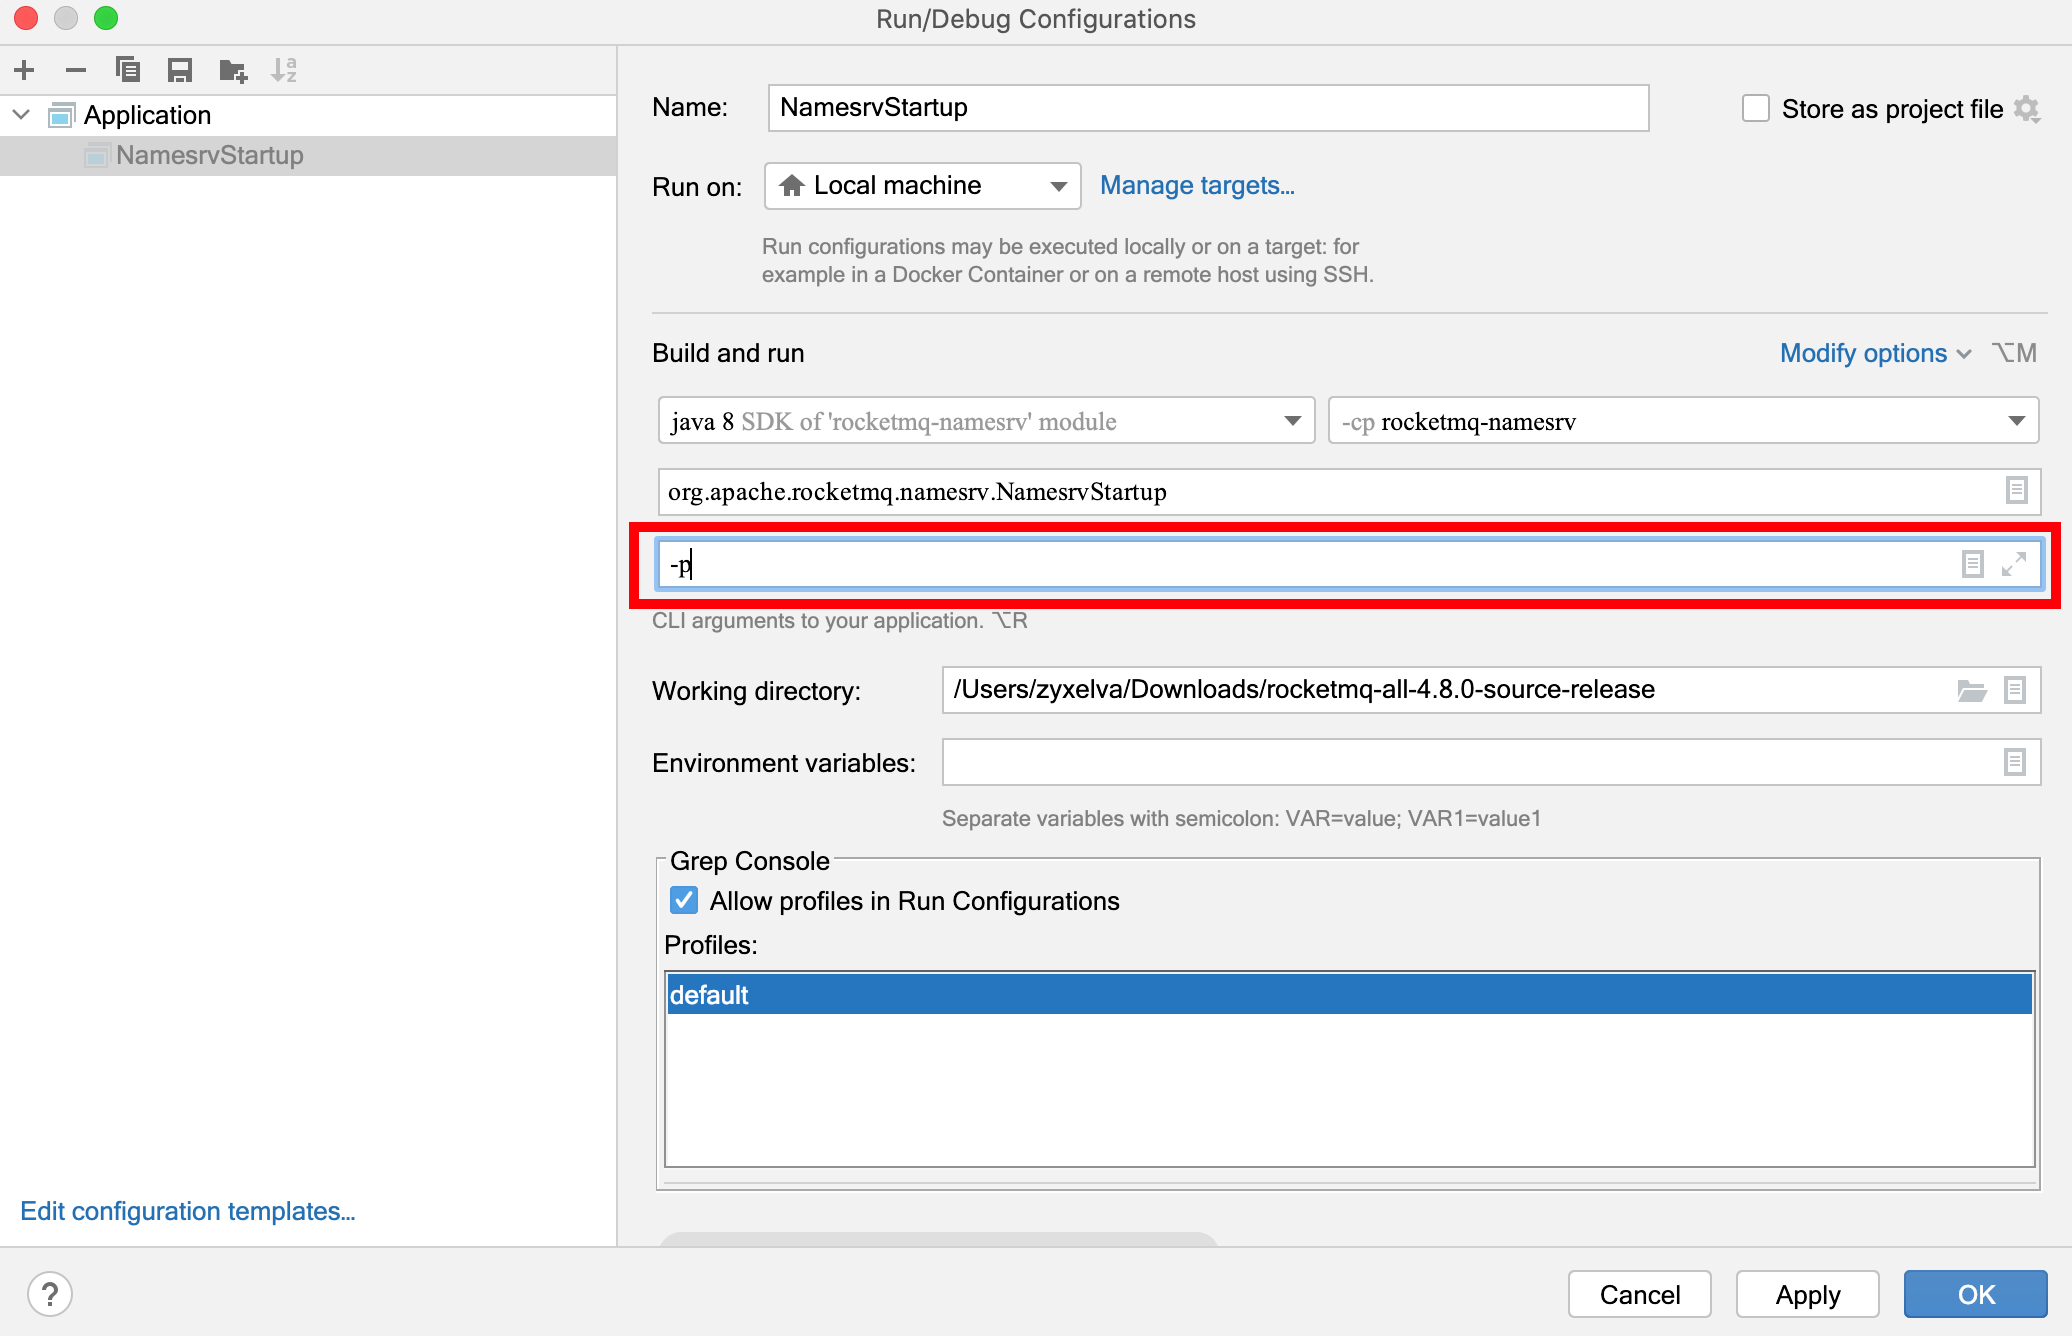 Run/Debug Configurations
Application
NamesrvStartup
Name: NamesrvStartup
Store as project file
Run on: Local machine Manage targets...
Run configurations may be executed locally or on a target: for
example in a Docker Container or on a remote host using SSH.
Build and run
Modify options ⌥M
java 8 SDK of 'rocketmq-namesrv' module
-cp rocketmq-namesrv
org.apache.rocketmq.namesrv.NamesrvStartup
-p
CLI arguments to your application. ⌥R
Working directory: /Users/zyxelva/Downloads/rocketmq-all-4.8.0-source-release
Environment variables:
Separate variables with semicolon: VAR=value; VAR1=value1
Grep Console
Allow profiles in Run Configurations
Profiles:
default
Edit configuration templates...
? Cancel Apply OK